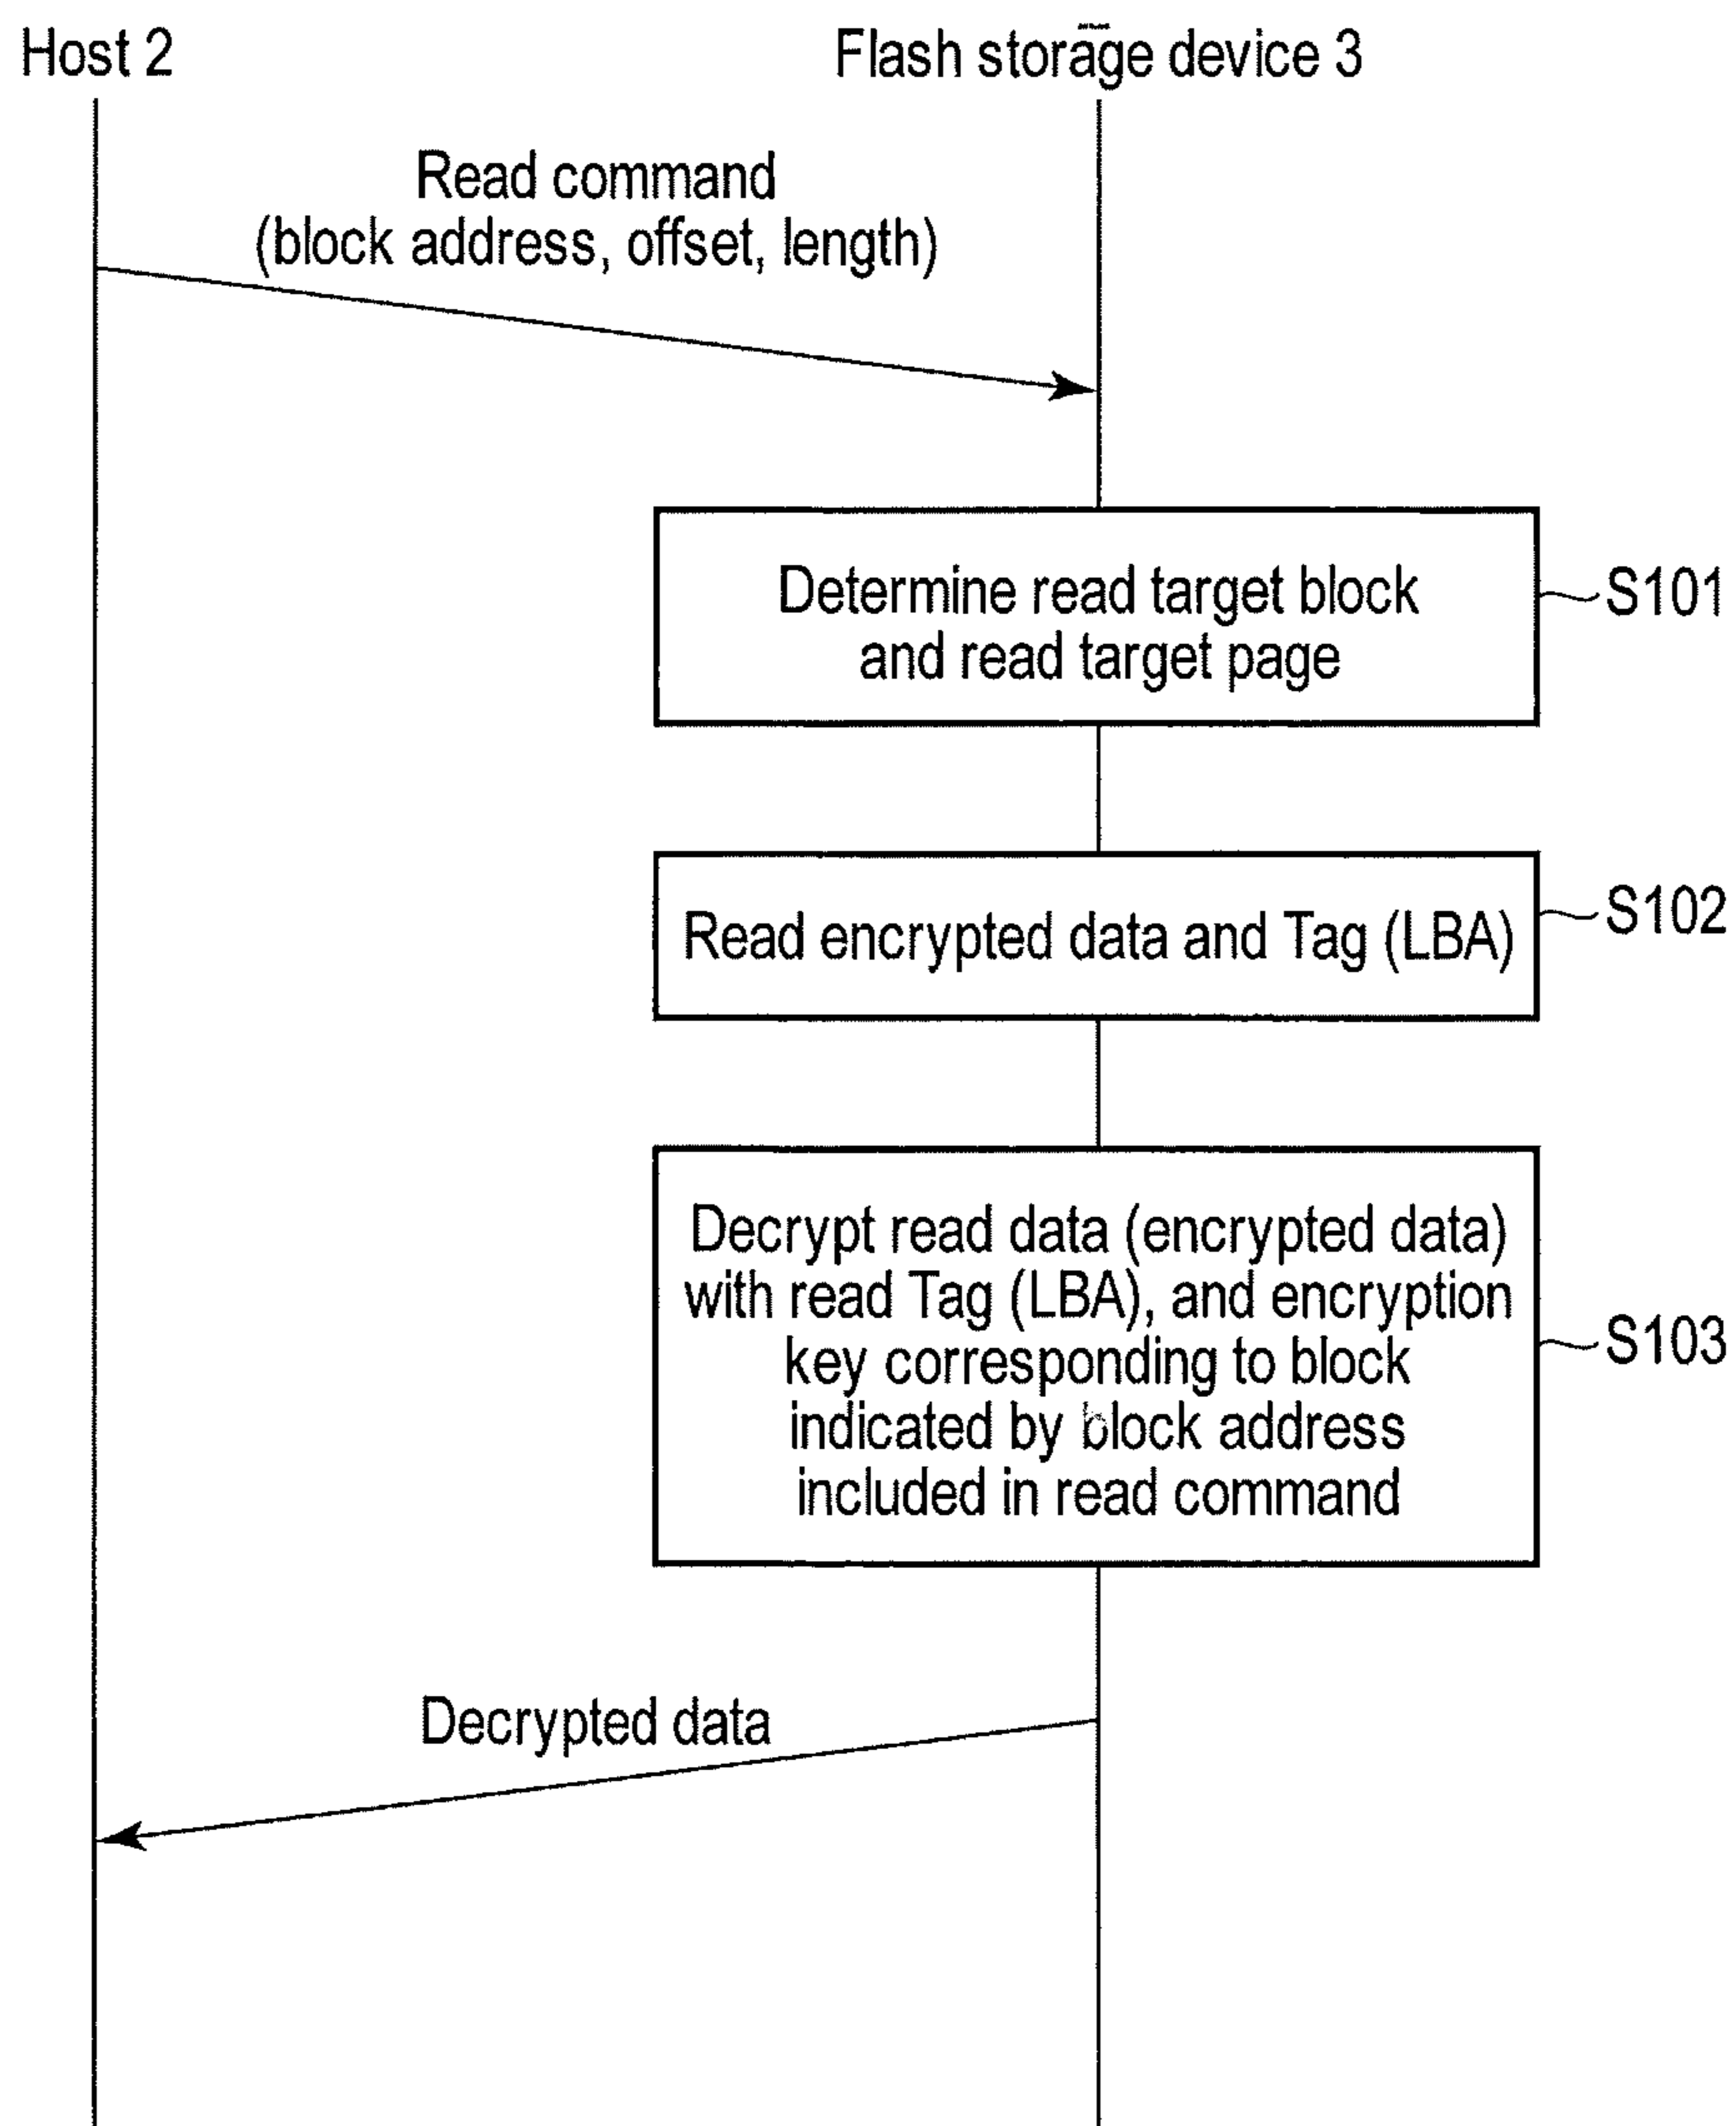 Host 2
Flash storage device 3
Read command
(block address, offset, length)
Determine read target block
and read target page
S101
Read encrypted data and Tag (LBA)
S102
Decrypt read data (encrypted data)
with read Tag (LBA), and encryption
key corresponding to block
indicated by block address
included in read command
S103
Decrypted data